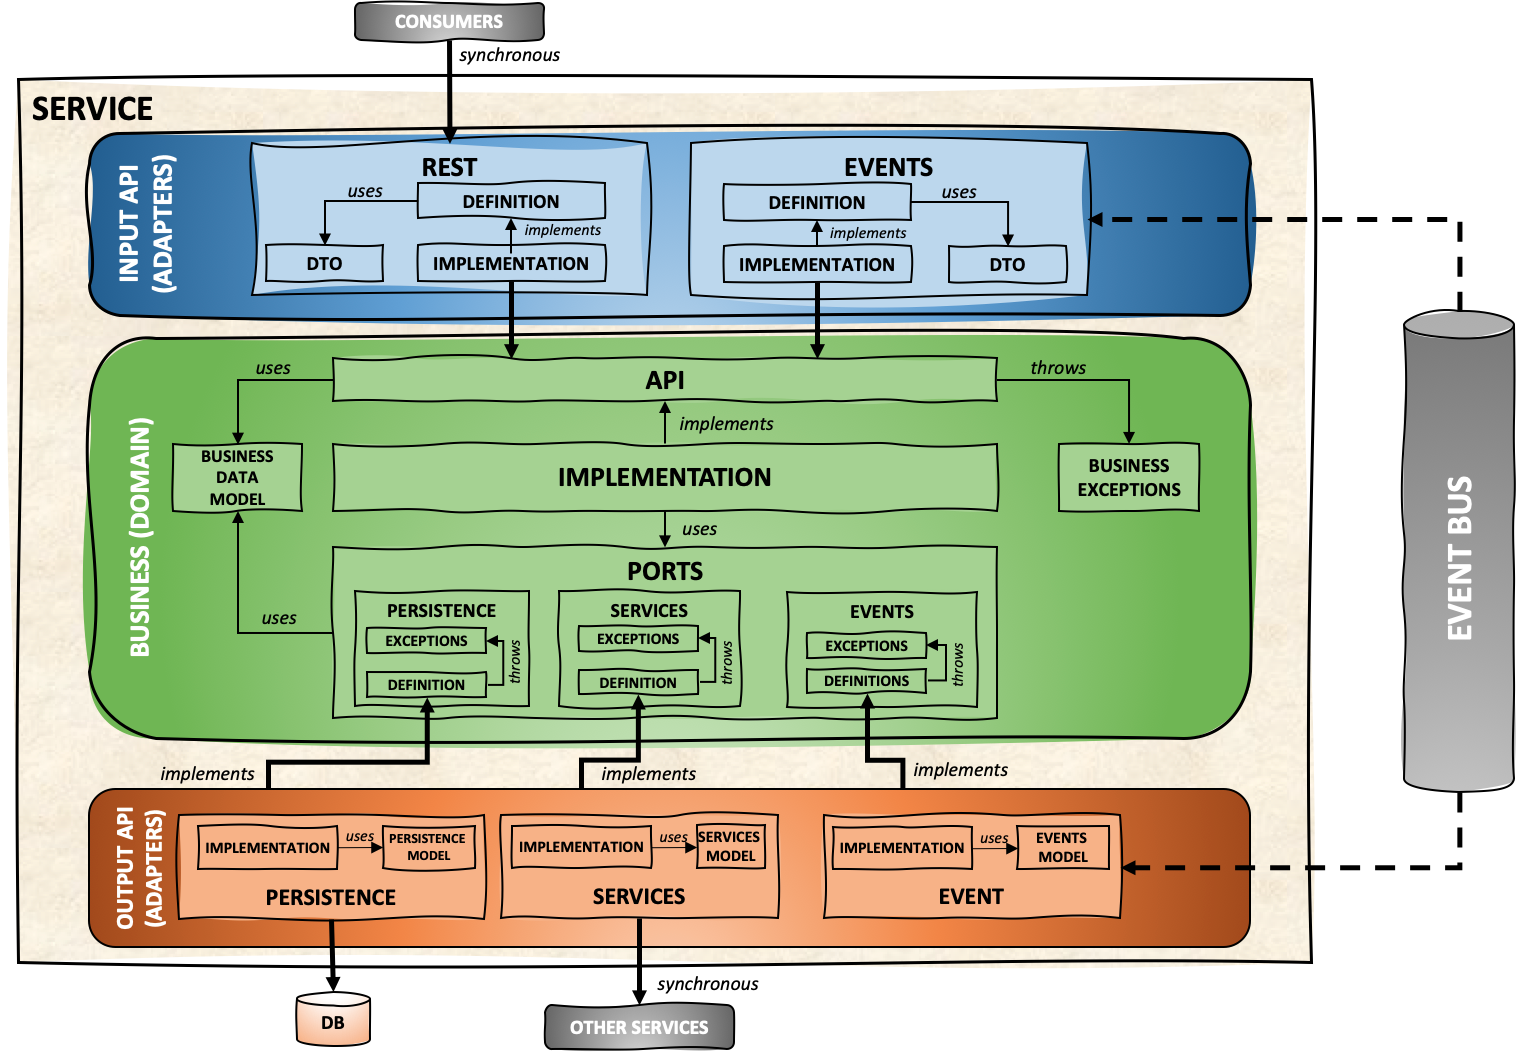 CONSUMERS
synchronous
SERVICE
INPUT API
(ADAPTERS)
REST
uses
DEFINITION
implements
DTO
IMPLEMENTATION
EVENTS
DEFINITION
uses
implements
IMPLEMENTATION
DTO
BUSINESS (DOMAIN)
uses
API
throws
implements
BUSINESS
DATA
MODEL
IMPLEMENTATION
BUSINESS
EXCEPTIONS
uses
PORTS
uses
PERSISTENCE
EXCEPTIONS
throws
DEFINITION
SERVICES
EXCEPTIONS
throws
DEFINITION
EVENTS
EXCEPTIONS
throws
DEFINITIONS
EVENT BUS
implements
implements
implements
OUTPUT API
(ADAPTERS)
IMPLEMENTATION
uses
PERSISTENCE
MODEL
PERSISTENCE
IMPLEMENTATION
uses
SERVICES
MODEL
SERVICES
IMPLEMENTATION
uses
EVENTS
MODEL
EVENT
synchronous
DB
OTHER SERVICES